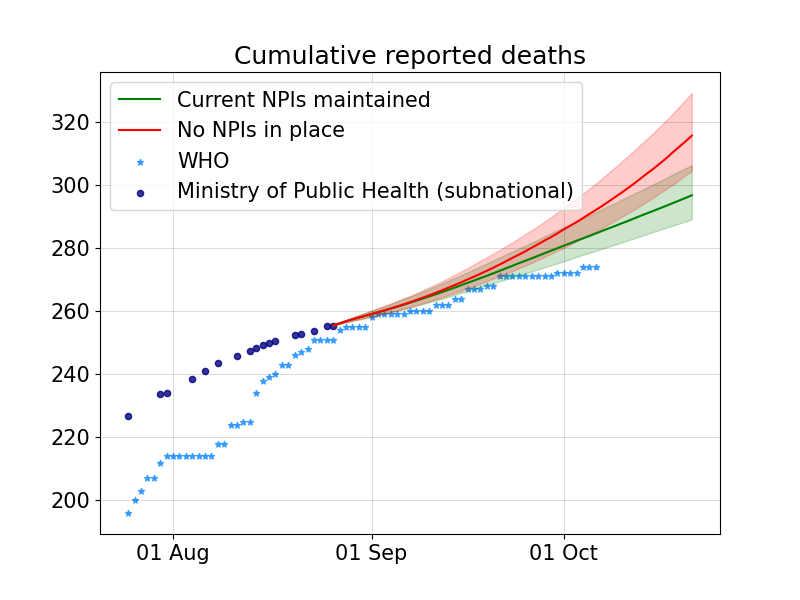 Cumulative reported deaths
Current NPIs maintained
No NPIs in place
WHO
Ministry of Public Health (subnational)
320
300
280
260
240
220
200
01 Aug
01 Sep
01 Oct